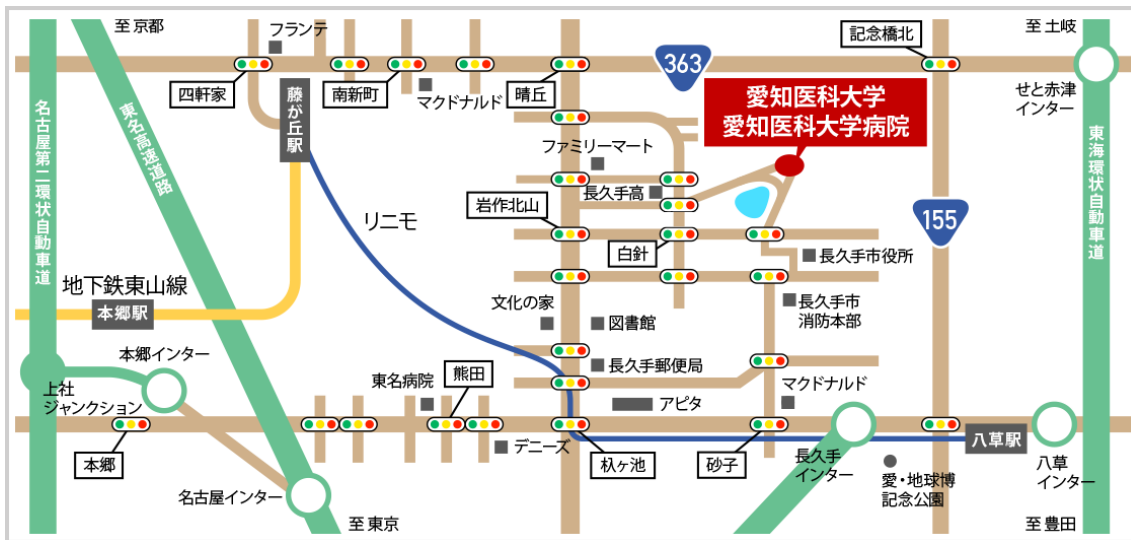 至 京都
フランテ
363
記念橋北
至 土岐
四軒家
南新町
マクドナルド
晴丘
愛知医科大学
愛知医科大学病院
せと赤津
インター
名古屋第二環状自動車道
東名高速道路
藤が丘駅
ファミリーマート
長久手高
東海環状自動車道
リニモ
岩作北山
白針
155
長久手市役所
地下鉄東山線
本郷駅
文化の家
図書館
長久手市
消防本部
本郷インター
上社
ジャンクション
東名病院
熊田
長久手郵便局
アピタ
マクドナルド
本郷
デニーズ
杁ヶ池
砂子
長久手
インター
八草駅
愛・地球博
記念公園
八草
インター
名古屋インター
至 東京
至 豊田